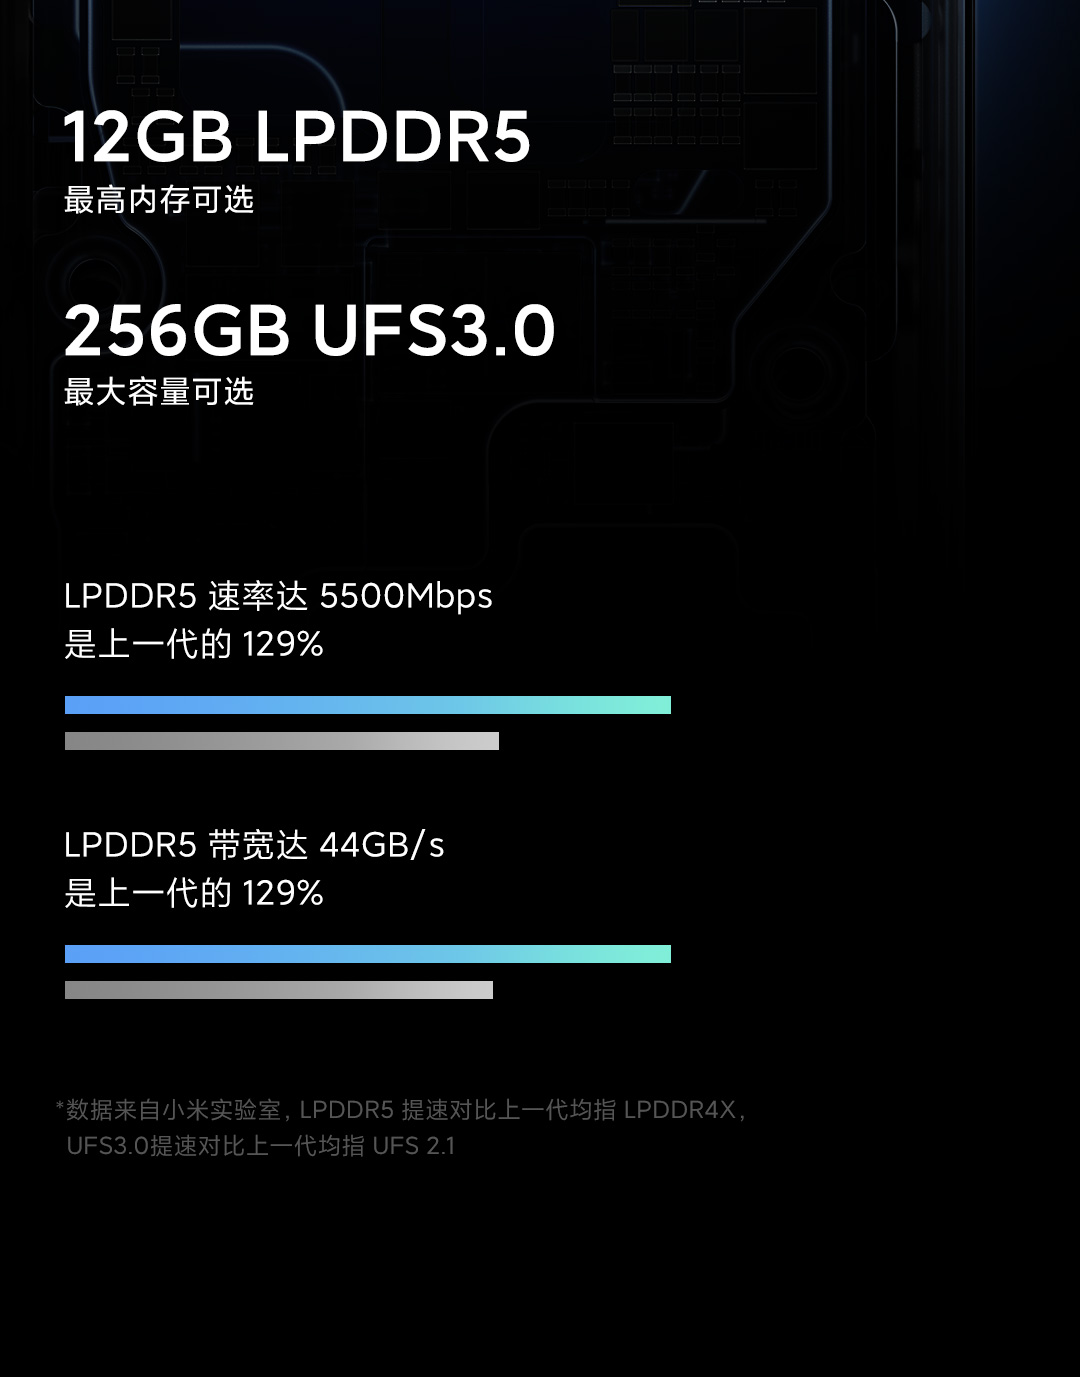 12GB LPDDR5
最高内存可选
256GB UFS3.0
最大容量可选
LPDDR5 速率达 5500Mbps
是上一代的 129%
LPDDR5 带宽达 44GB/s
是上一代的 129%
*数据来自小米实验室，LPDDR5 提速对比上一代均指 LPDDR4X，
UFS3.0提速对比上一代均指 UFS 2.1